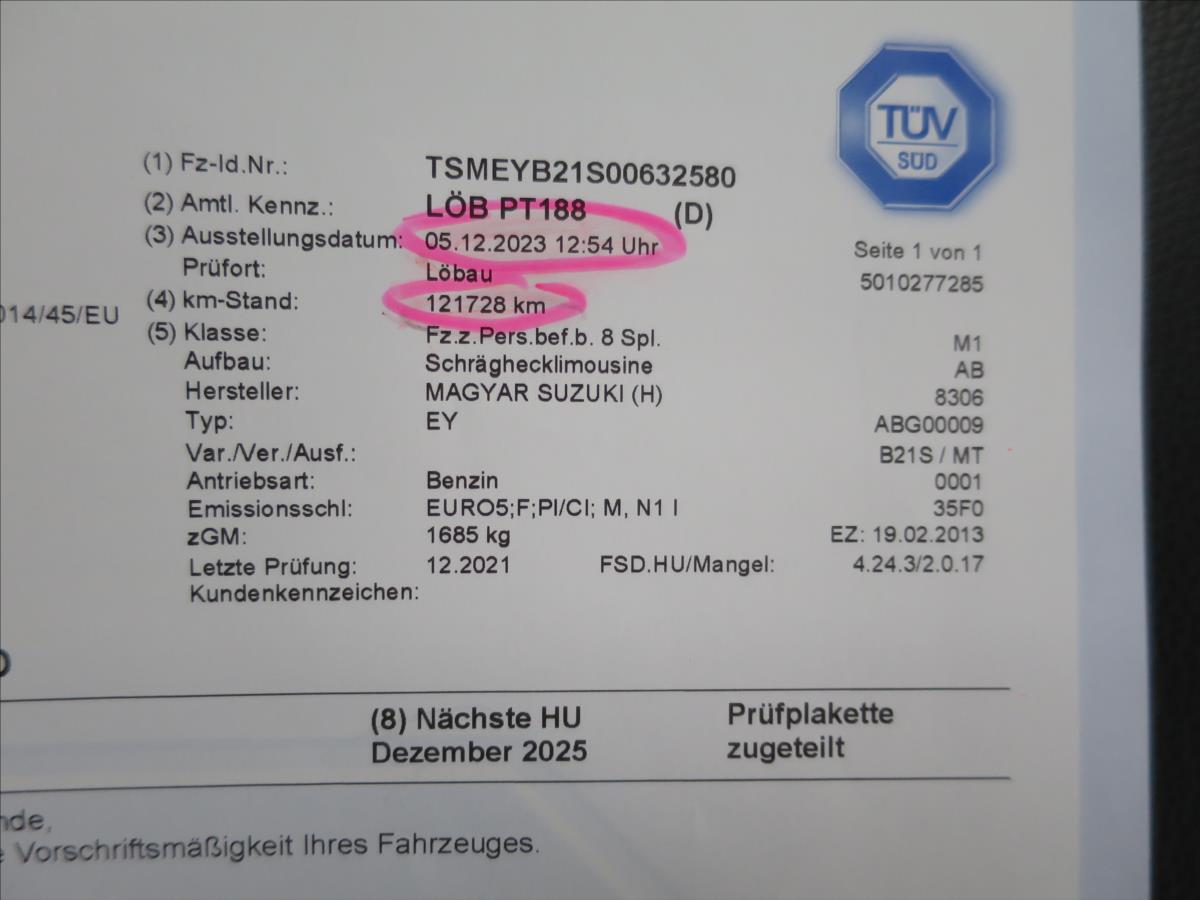 TÜV
SÜD
(1) Fz-Id.Nr.: TSMEYB21S00632580
(2) Amtl. Kennz.: LÖB PT188 (D)
(3) Ausstellungsdatum: 05.12.2023 12:54 Uhr Seite 1 von 1
Prüfort: Löbau 5010277285
014/45/EU (4) km-Stand: 121728 km
(5) Klasse: Fz.z.Pers.bef.b. 8 Spl. M1
Aufbau: Schräghecklimousine AB
Hersteller: MAGYAR SUZUKI (H) 8306
Typ: EY ABG00009
Var./Ver./Ausf.: B21S / MT
Antriebsart: Benzin 0001
Emissionsschl: EURO5;F;PI/CI; M, N1 I 35F0
zGM: 1685 kg EZ: 19.02.2013
Letzte Prüfung: 12.2021 FSD.HU/Mangel: 4.24.3/2.0.17
Kundenkennzeichen:
(8) Nächste HU Prüfplakette
Dezember 2025 zugeteilt
nde,
Vorschriftsmäßigkeit Ihres Fahrzeuges.